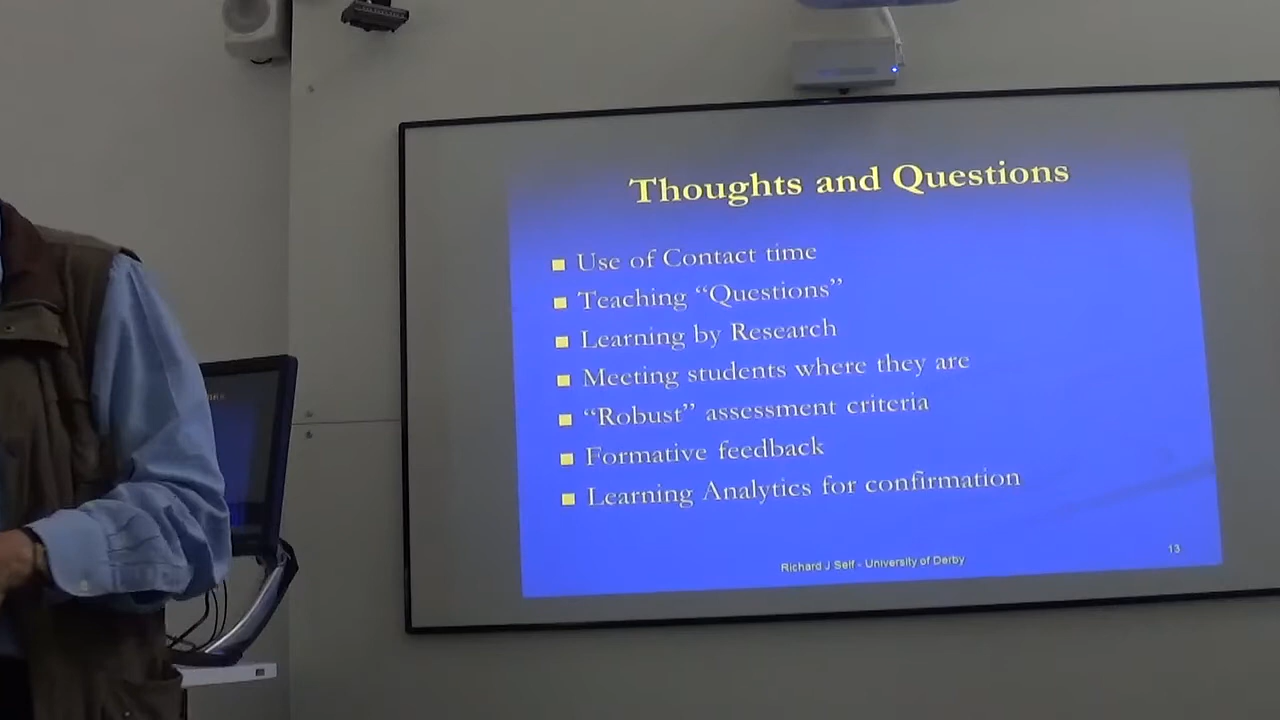 Thoughts and Questions
Use of Contact time
Teaching “Questions”
Learning by Research
Meeting students where they are
“Robust” assessment criteria
Formative feedback
Learning Analytics for confirmation
Richard J Self - University of Derby
13